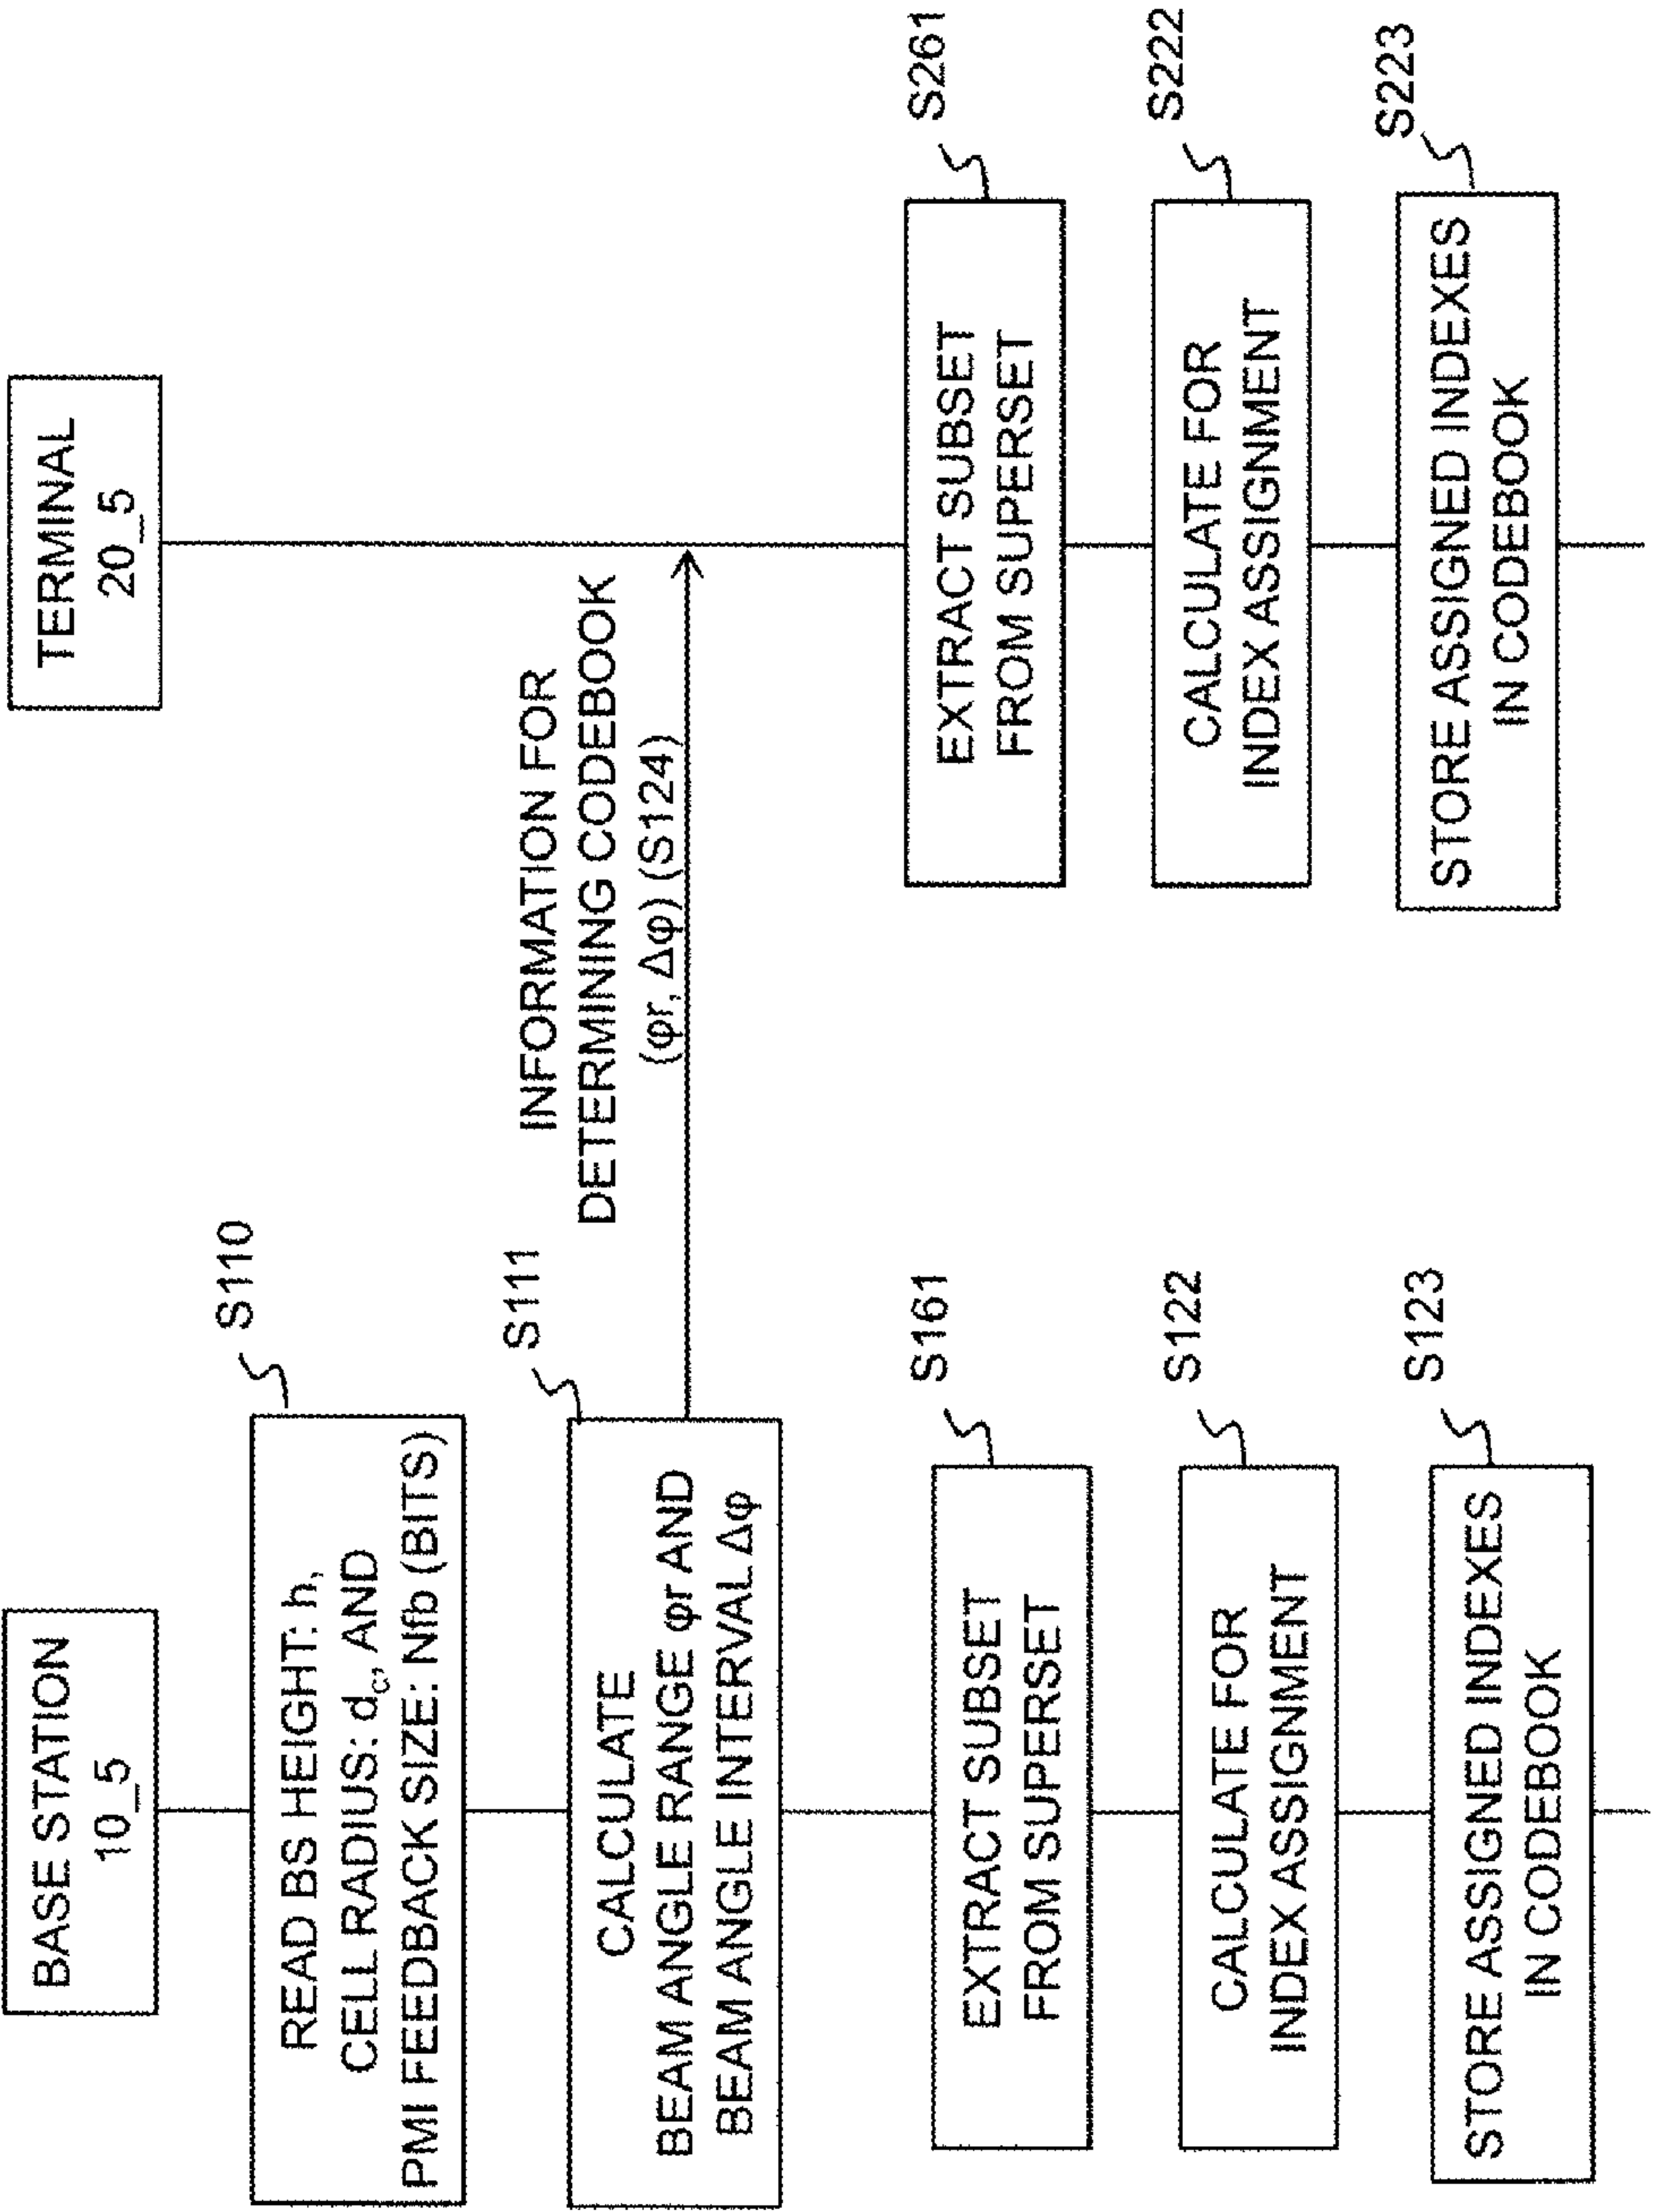 BASE STATION
10_5
TERMINAL
20_5
S110
READ BS HEIGHT: h,
CELL RADIUS: dc, AND
PMI FEEDBACK SIZE: Nfb (BITS)
S111
CALCULATE
BEAM ANGLE RANGE φr AND
BEAM ANGLE INTERVAL Δφ
INFORMATION FOR
DETERMINING CODEBOOK
(φr, Δφ) (S124)
S161
EXTRACT SUBSET
FROM SUPERSET
S261
EXTRACT SUBSET
FROM SUPERSET
S122
CALCULATE FOR
INDEX ASSIGNMENT
S222
CALCULATE FOR
INDEX ASSIGNMENT
S123
STORE ASSIGNED INDEXES
IN CODEBOOK
S223
STORE ASSIGNED INDEXES
IN CODEBOOK